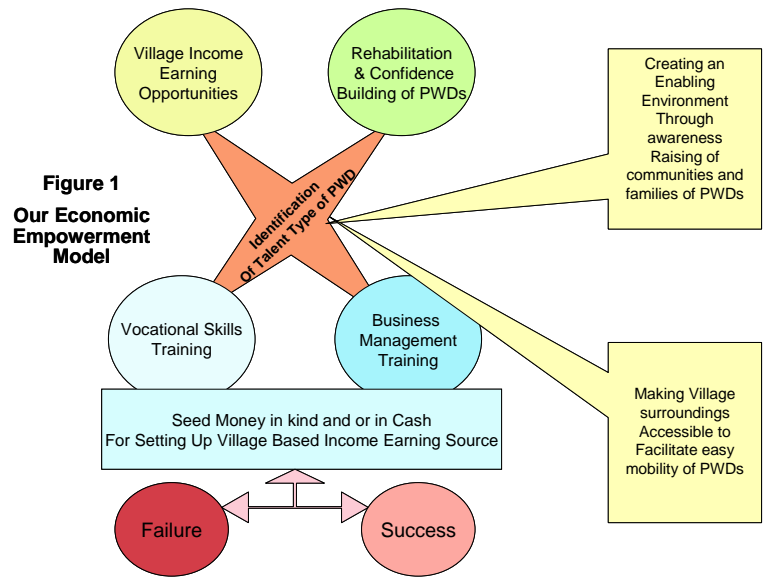 Village Income
Earning
Opportunities
Rehabilitation
& Confidence
Building of PWDs
Creating an
Enabling
Environment
Through
awareness
Raising of
communities and
families of PWDs
Figure 1
Our Economic
Empowerment
Model
Identification
Of Talent Type of PWD
Vocational Skills
Training
Business
Management
Training
Making Village
surroundings
Accessible to
Facilitate easy
mobility of PWDs
Seed Money in kind and or in Cash
For Setting Up Village Based Income Earning Source
Failure
Success